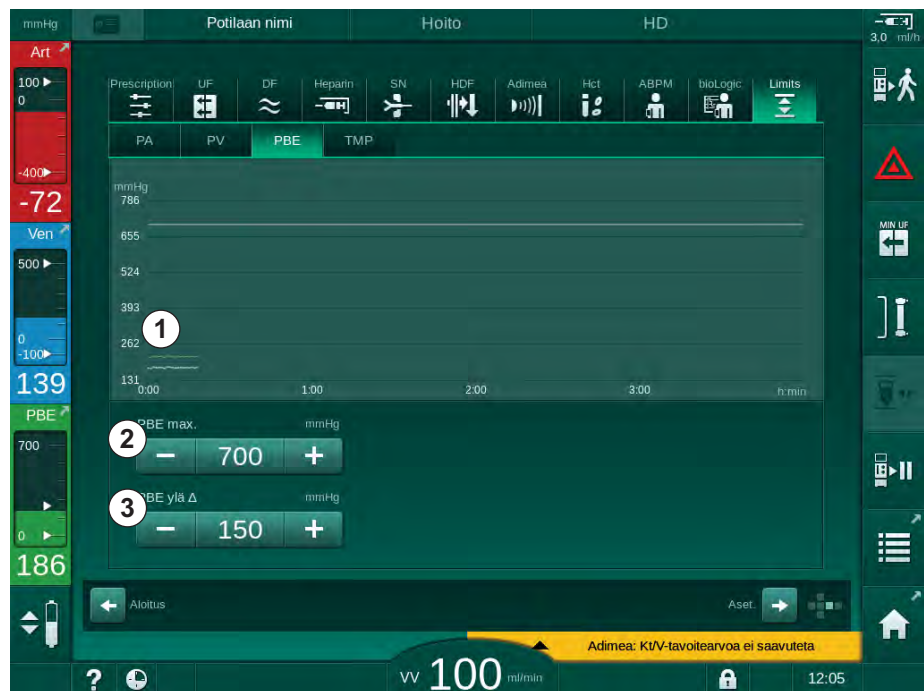 mmHg
Potilaan nimi
Hoito
HD
3,0 ml/h
Art
100
0
-400
-72
Ven
500
0
-100
139
PBE
700
0
186
Prescription
UF
DF
Heparin
SN
HDF
Adimea
Hct
ABPM
bioLogic
Limits
PA
PV
PBE
TMP
mmHg
786
655
524
393
262
131
0:00
1:00
2:00
3:00
h:min
1
2
PBE max.
mmHg
− 700 +
3
PBE ylä Δ
mmHg
− 150 +
Aloitus
Aset.
MIN UF
Adimea: Kt/V-tavoitearvoa ei saavuteta
?
VV 100 ml/min
12:05